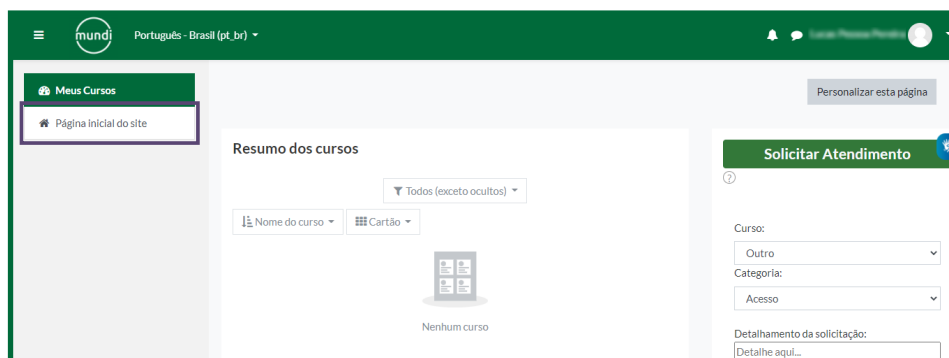 mundi
Português - Brasil (pt_br)
Meus Cursos
Personalizar esta página
Página inicial do site
Resumo dos cursos
Solicitar Atendimento
?
Todos (exceto ocultos)
Nome do curso
Cartão
Curso:
Outro
Categoria:
Acesso
Nenhum curso
Detalhamento da solicitação:
Detalhe aqui...